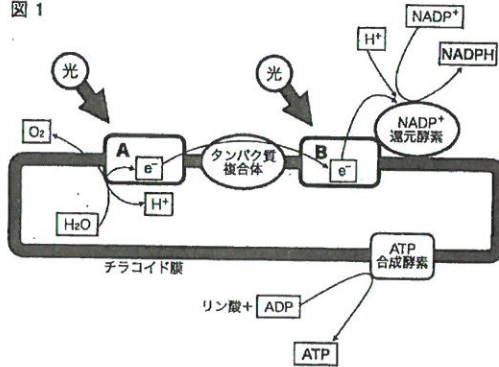 図 1
光
光
NADP⁺
H⁺
NADPH
NADP⁺
還元酵素
O₂
A
e⁻
タンパク質
複合体
B
e⁻
H⁺
H₂O
チラコイド膜
ATP
合成酵素
リン酸+ ADP
ATP